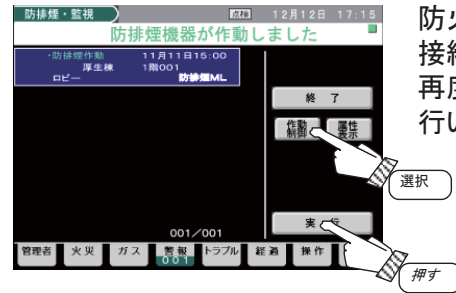 防排煙・監視
12月12日 17:15
防排煙機器が作動しました
・防排煙作動 11月11日15:00
厚生棟 1階001
ロビー 防排煙ML
終 了
作動制御 属性表示
001／001
実 行
管理者 火災 ガス 警報 001 トラブル 経過 操作
選択
押す
接続
再度
行い